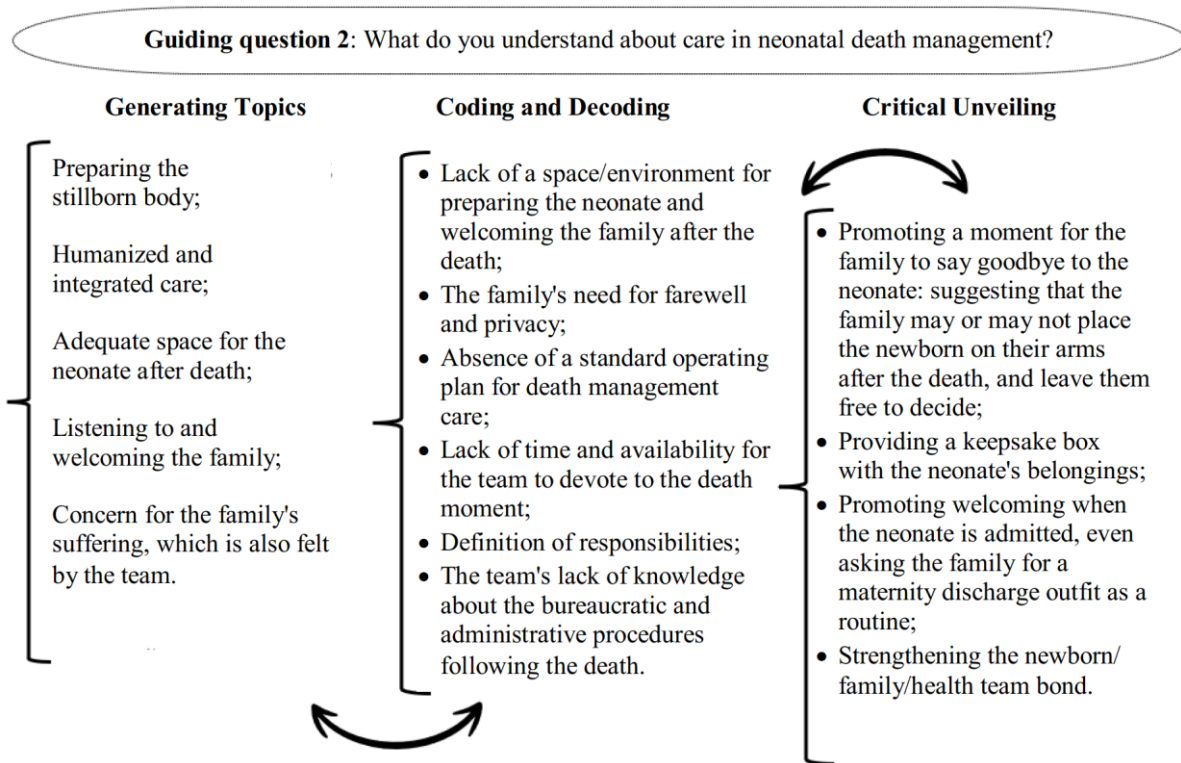 Guiding question 2: What do you understand about care in neonatal death management?
Generating Topics
Preparing the
stillborn body;
Humanized and
integrated care;
Adequate space for the
neonate after death;
Listening to and
welcoming the family;
Concern for the family's
suffering, which is also felt
by the team.
Coding and Decoding
• Lack of a space/environment for
preparing the neonate and
welcoming the family after the
death;
• The family's need for farewell
and privacy;
• Absence of a standard operating
plan for death management
care;
• Lack of time and availability for
the team to devote to the death
moment;
• Definition of responsibilities;
• The team's lack of knowledge
about the bureaucratic and
administrative procedures
following the death.
Critical Unveiling
• Promoting a moment for the
family to say goodbye to the
neonate: suggesting that the
family may or may not place
the newborn on their arms
after the death, and leave them
free to decide;
• Providing a keepsake box
with the neonate's belongings;
• Promoting welcoming when
the neonate is admitted, even
asking the family for a
maternity discharge outfit as a
routine;
• Strengthening the newborn/
family/health team bond.